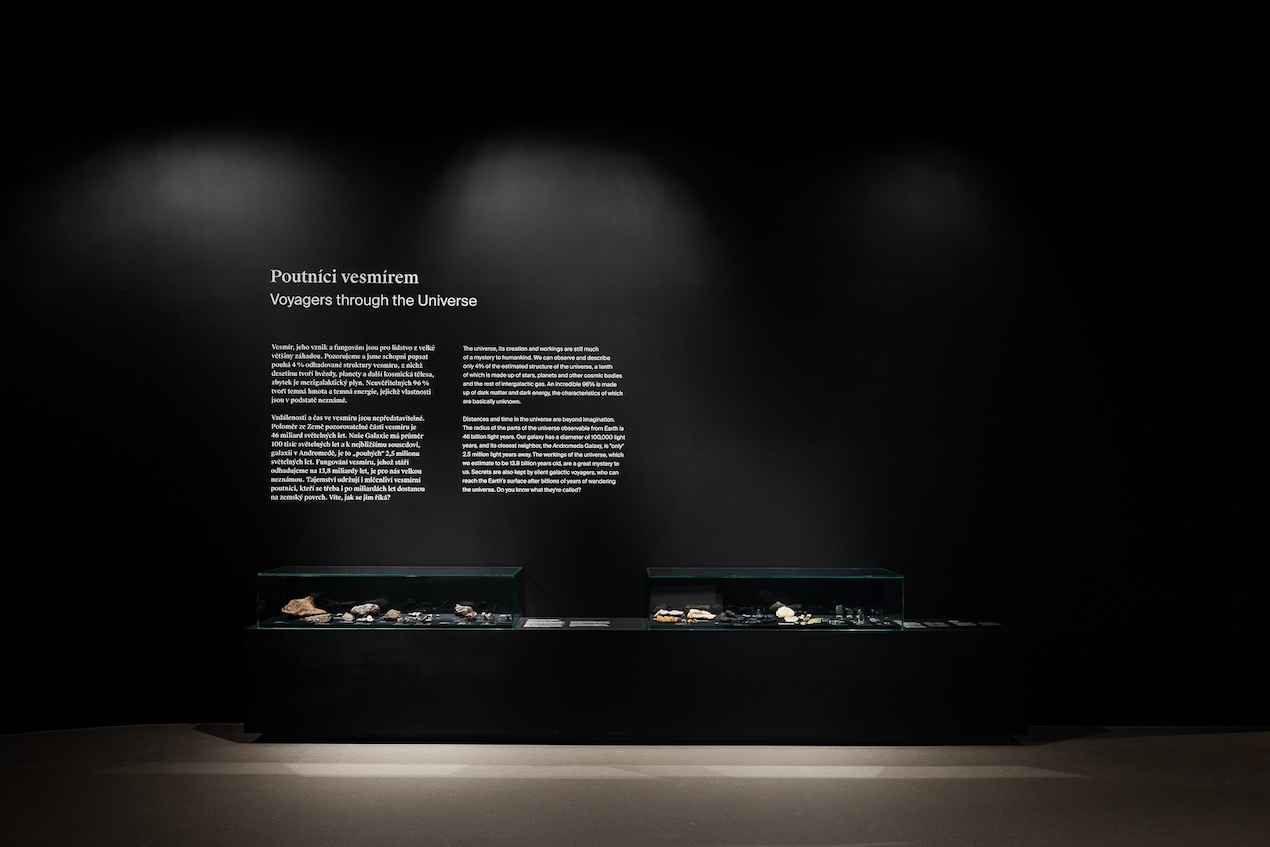 Poutníci vesmírem
Voyagers through the Universe
Vesmír, jeho vznik a fungování jsou pro lidstvo z velké
většiny záhadou. Pozorujeme a jsme schopni popsat
pouhá 4 % odhadované struktury vesmíru, z nichž
desetinu tvoří hvězdy, planety a další kosmická tělesa,
zbytek je mezigalaktický plyn. Neuvěřitelných 96 %
tvoří temná hmota a temná energie, jejichž vlastnosti
jsou v podstatě neznámé.
Vzdálenosti a čas ve vesmíru jsou nepředstavitelné.
Poloměr ze Země pozorovatelné části vesmíru je
46 miliard světelných let. Naše Galaxie má průměr
100 tisíc světelných let a k nejbližšímu sousedovi,
galaxii v Andromedě, je to „pouhých“ 2,5 milionu
světelných let. Fungování vesmíru, jehož stáří
odhadujeme na 13,8 miliardy let, je pro nás velkou
neznámou. Tajemství udržují i mlčenliví vesmírní
poutníci, kteří se třeba i po miliardách let dostanou
na zemský povrch. Víte, jak se jim říká?
The universe, its creation and workings are still much
of a mystery to humankind. We can observe and describe
only 4% of the estimated structure of the universe, a tenth
of which is made up of stars, planets and other cosmic bodies
and the rest of intergalactic gas. An incredible 96% is made
up of dark matter and dark energy, the characteristics of which
are basically unknown.
Distances and time in the universe are beyond imagination.
The radius of the parts of the universe observable from Earth is
46 billion light years. Our galaxy has a diameter of 100,000 light
years, and its closest neighbor, the Andromeda Galaxy, is "only"
2.5 million light years away. The workings of the universe, which
we estimate to be 13.8 billion years old, are a great mystery to
us. Secrets are also kept by silent galactic voyagers, who can
reach the Earth's surface after billions of years of wandering
the universe. Do you know what they're called?